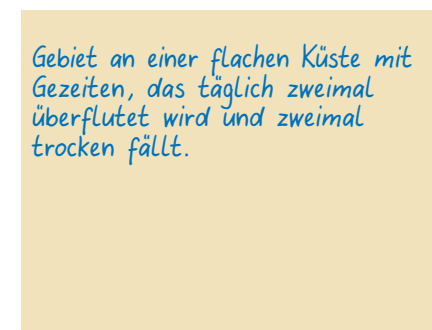 Gebiet an einer flachen Küste mit
Gezeiten, das täglich zweimal
überflutet wird und zweimal
trocken fällt.